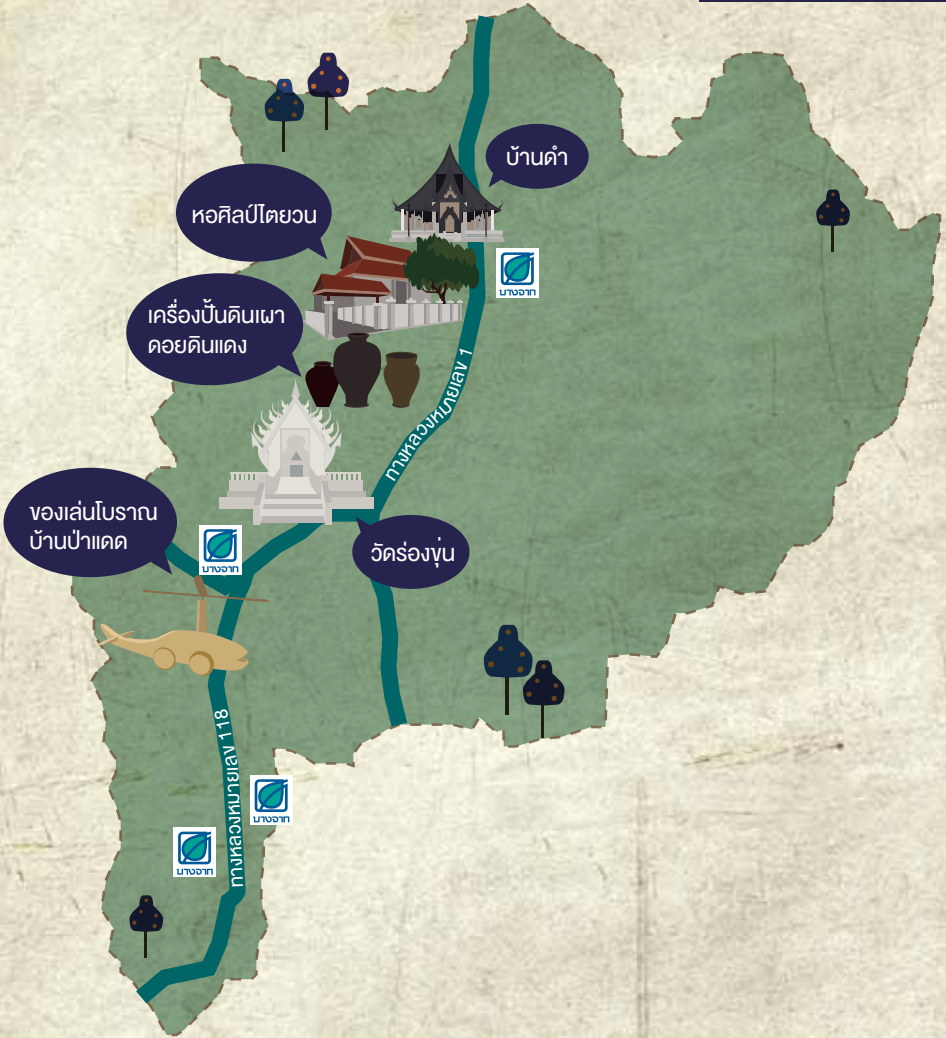 บ้านดำ
หอศิลป์ไตยวน
บางจาก
เครื่องปั้นดินเผา
ดอยดินแดง
ทางหลวงหมายเลข 1
ของเล่นโบราณ
บ้านป่าแดด
บางจาก
วัดร่องขุ่น
ทางหลวงหมายเลข 118
บางจาก
บางจาก